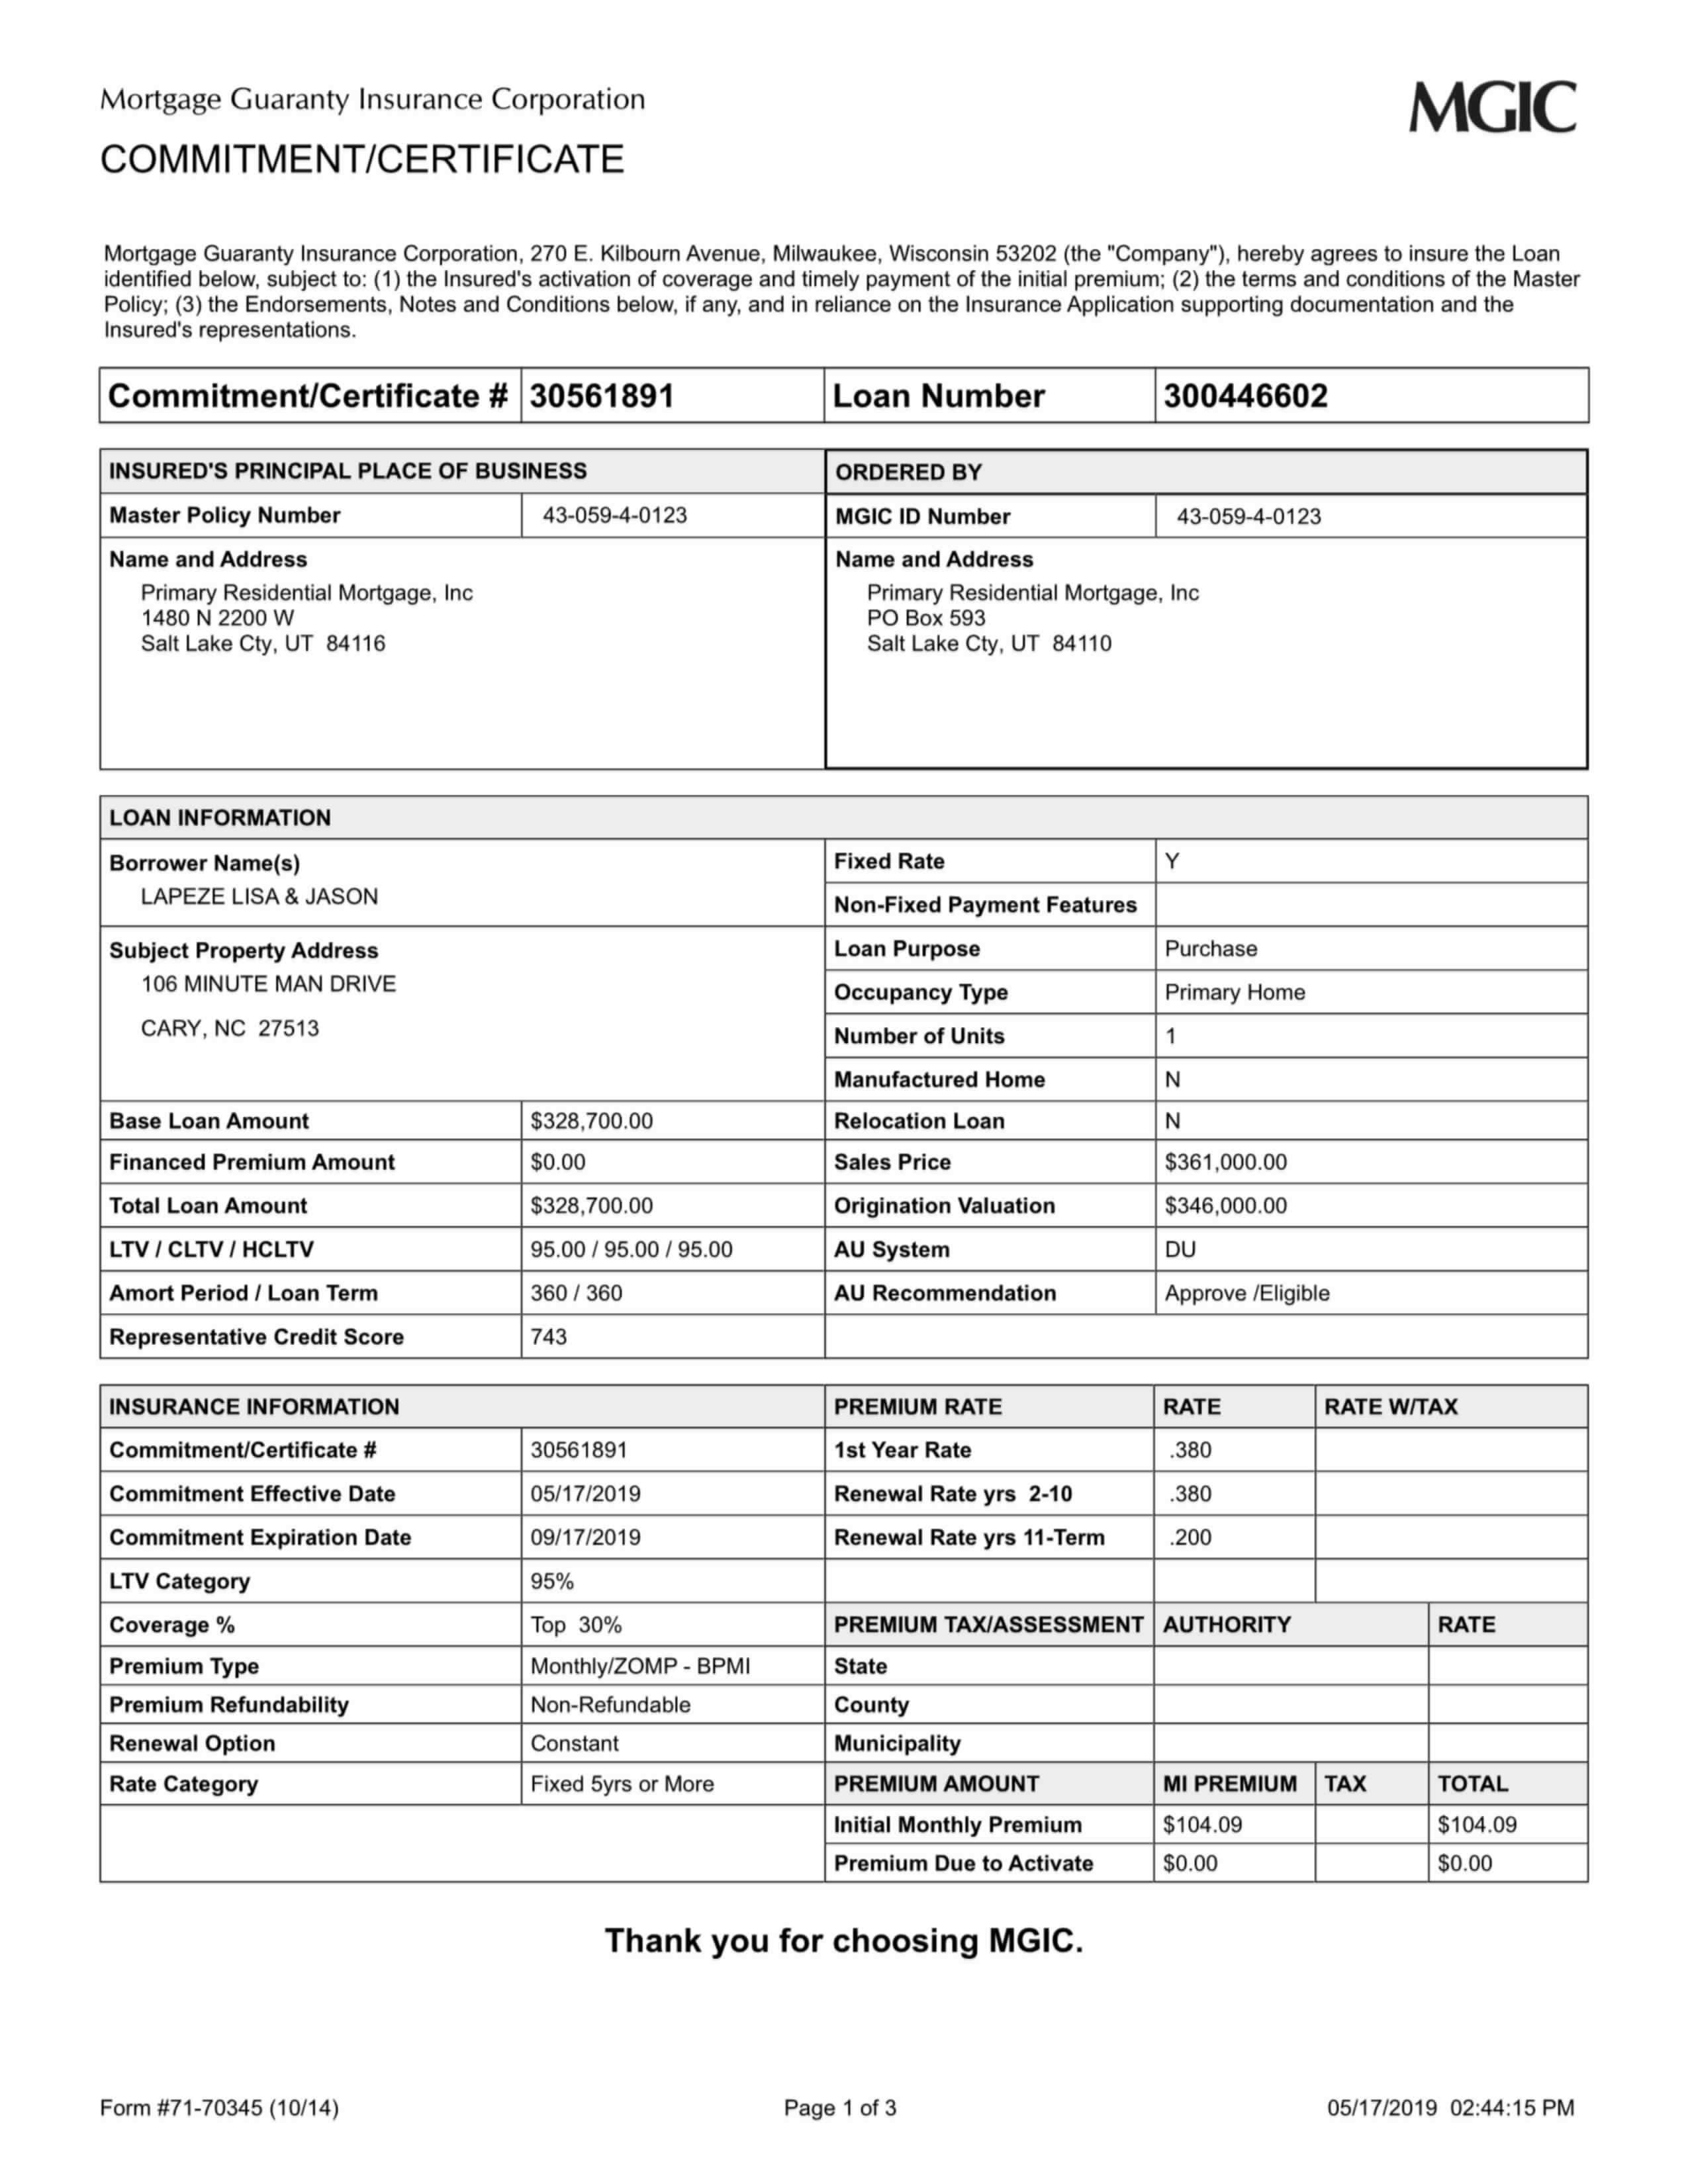 Mortgage Guaranty Insurance Corporation
MGIC
COMMITMENT/CERTIFICATE
Mortgage Guaranty Insurance Corporation, 270 E. Kilbourn Avenue, Milwaukee, Wisconsin 53202 (the "Company"), hereby agrees to insure the Loan
identified below, subject to: (1) the Insured's activation of coverage and timely payment of the initial premium; (2) the terms and conditions of the Master
Policy; (3) the Endorsements, Notes and Conditions below, if any, and in reliance on the Insurance Application supporting documentation and the
Insured's representations.
Commitment/Certificate # 30561891 Loan Number 300446602
INSURED'S PRINCIPAL PLACE OF BUSINESS
Master Policy Number 43-059-4-0123
Name and Address
Primary Residential Mortgage, Inc
1480 N 2200 W
Salt Lake Cty, UT 84116
ORDERED BY
MGIC ID Number 43-059-4-0123
Name and Address
Primary Residential Mortgage, Inc
PO Box 593
Salt Lake Cty, UT 84110
LOAN INFORMATION
Borrower Name(s)
LAPEZE LISA & JASON
Subject Property Address
106 MINUTE MAN DRIVE
CARY, NC 27513
Fixed Rate Y
Non-Fixed Payment Features
Loan Purpose Purchase
Occupancy Type Primary Home
Number of Units 1
Manufactured Home N
Base Loan Amount $328,700.00 Relocation Loan N
Financed Premium Amount $0.00 Sales Price $361,000.00
Total Loan Amount $328,700.00 Origination Valuation $346,000.00
LTV / CLTV / HCLTV 95.00 / 95.00 / 95.00 AU System DU
Amort Period / Loan Term 360 / 360 AU Recommendation Approve /Eligible
Representative Credit Score 743
INSURANCE INFORMATION PREMIUM RATE RATE RATE W/TAX
Commitment/Certificate # 30561891 1st Year Rate .380
Commitment Effective Date 05/17/2019 Renewal Rate yrs 2-10 .380
Commitment Expiration Date 09/17/2019 Renewal Rate yrs 11-Term .200
LTV Category 95%
Coverage % Top 30% PREMIUM TAX/ASSESSMENT AUTHORITY RATE
Premium Type Monthly/ZOMP - BPMI State
Premium Refundability Non-Refundable County
Renewal Option Constant Municipality
Rate Category Fixed 5yrs or More PREMIUM AMOUNT MI PREMIUM TAX TOTAL
Initial Monthly Premium $104.09 $104.09
Premium Due to Activate $0.00 $0.00
Thank you for choosing MGIC.
Form #71-70345 (10/14) Page 1 of 3 05/17/2019 02:44:15 PM